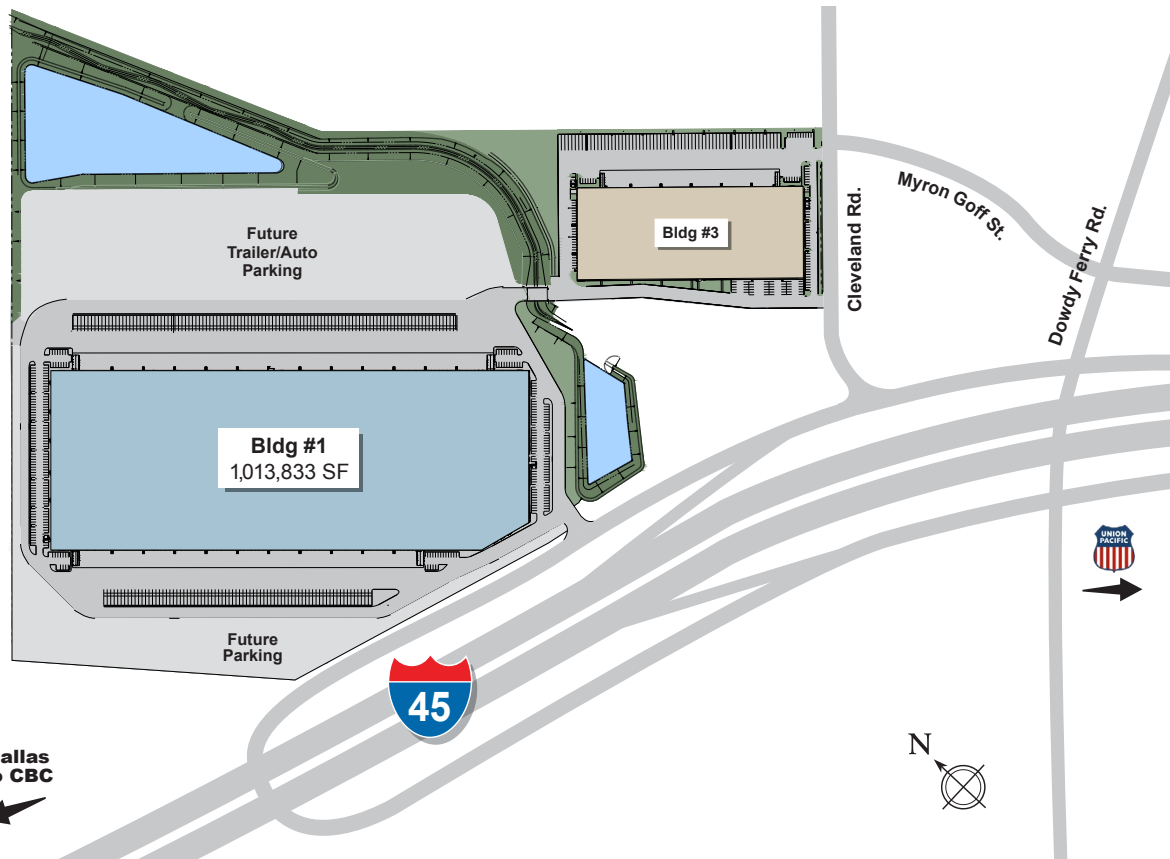 Future
Trailer/Auto
Parking
Bldg #3
Cleveland Rd.
Myron Goff St.
Dowdy Ferry Rd.
Bldg #1
1,013,833 SF
UNION
PACIFIC
Future
Parking
45
allas
CBC
N